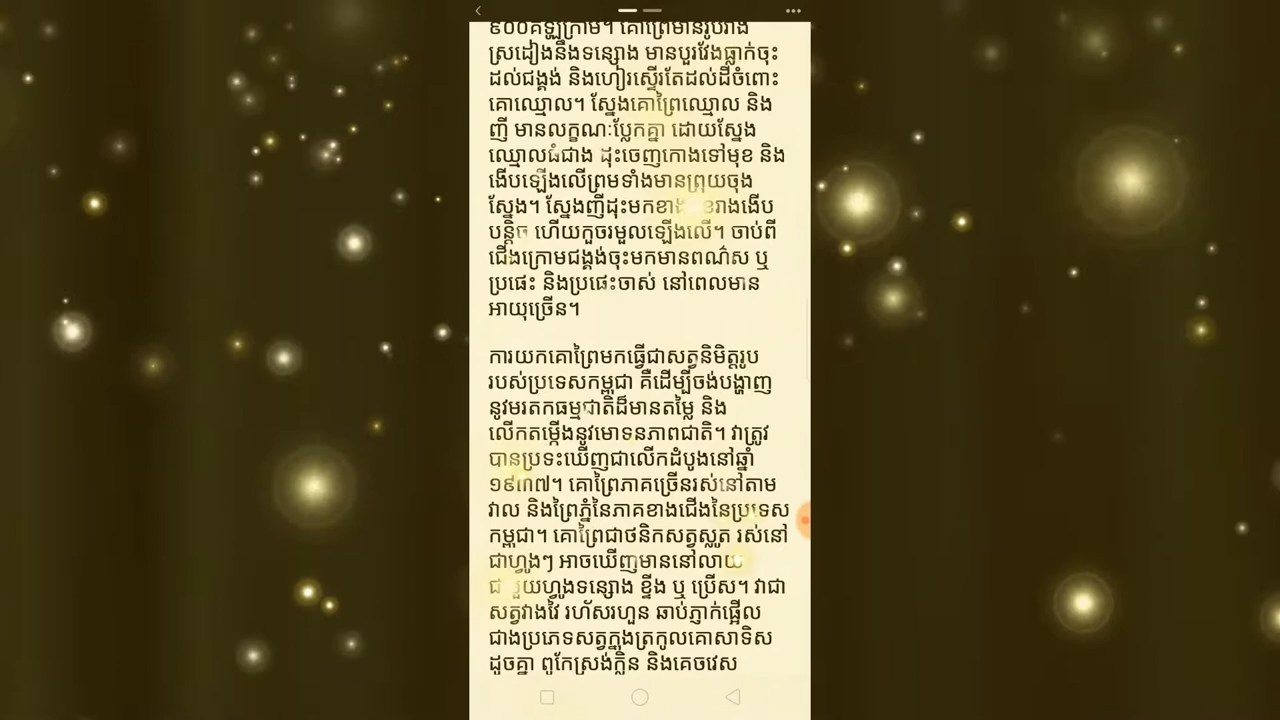 ៩០០គីឡូក្រាម។ គោព្រៃមានរូបរាង
ស្រដៀងនឹងទន្សោង មានបួរវែងធ្លាក់ចុះ
ដល់ជង្គង់ និងហៀរស្ទើរតែដល់ដីចំពោះ
គោឈ្មោល។ ស្នែងគោព្រៃឈ្មោល និង
ញី មានលក្ខណៈប្លែកគ្នា ដោយស្នែង
ឈ្មោលធំជាង ដុះចេញកោងទៅមុខ និង
ងើបឡើងលើព្រមទាំងមានព្រុយចុង
ស្នែង។ ស្នែងញីដុះមកខាង រាងងើប
បន្តិច ហើយកួចរមួលឡើងលើ។ ចាប់ពី
ជើងក្រោមជង្គង់ចុះមកមានពណ៌ស ឬ
ប្រផេះ និងប្រផេះចាស់ នៅពេលមាន
អាយុច្រើន។
ការយកគោព្រៃមកធ្វើជាសត្វនិមិត្តរូប
របស់ប្រទេសកម្ពុជា គឺដើម្បីចង់បង្ហាញ
នូវមរតកធម្មជាតិដ៏មានតម្លៃ និង
លើកតម្កើងនូវមោទនភាពជាតិ។ វាត្រូវ
បានប្រទះឃើញជាលើកដំបូងនៅឆ្នាំ
១៩៣៧។ គោព្រៃភាគច្រើនរស់នៅតាម
វាល និងព្រៃភ្នំនៃភាគខាងជើងនៃប្រទេស
កម្ពុជា។ គោព្រៃជាថនិកសត្វស្លូត រស់នៅ
ជាហ្វូងៗ អាចឃើញមាននៅលាយ
ជាមួយហ្វូងទន្សោង ខ្ទីង ឬ ប្រើស។ វាជា
សត្វវាងវៃ រហ័សរហួន ឆាប់ភ្ញាក់ផ្អើល
ជាងប្រភេទសត្វក្នុងត្រកូលគោសាទិស
ដូចគ្នា ពូកែស្រង់ក្លិន និងគេចវេស